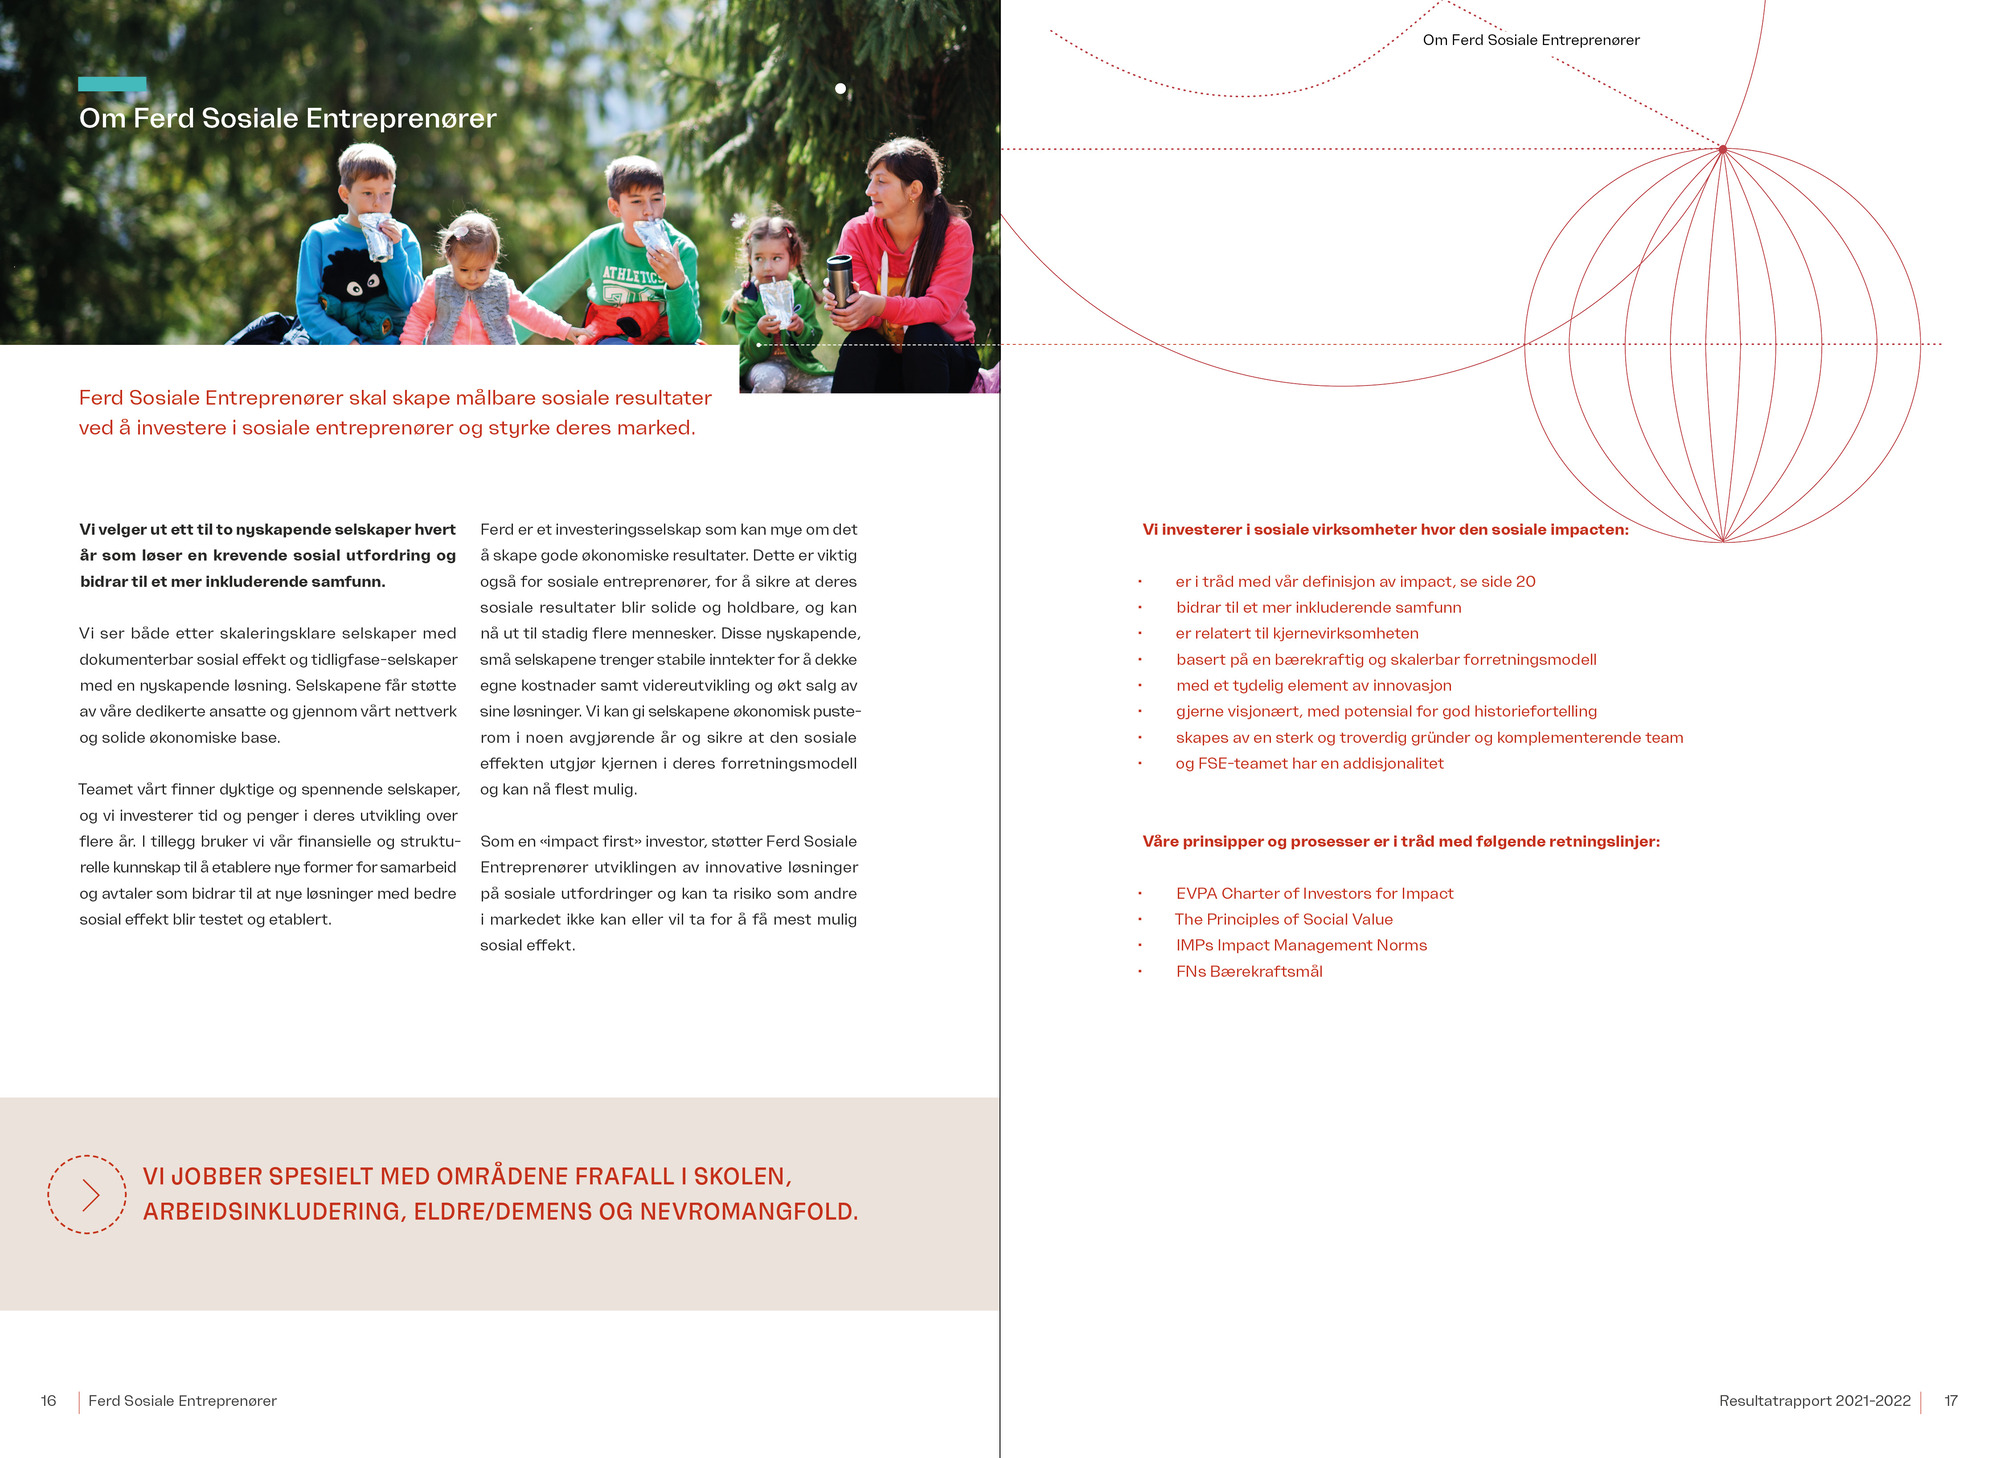 Om Ferd Sosiale Entreprenører
ATHLETICS
Ferd Sosiale Entreprenører skal skape målbare sosiale resultater
ved å investere i sosiale entreprenører og styrke deres marked.
Vi velger ut ett til to nyskapende selskaper hvert
år som løser en krevende sosial utfordring og
bidrar til et mer inkluderende samfunn.
Vi ser både etter skaleringsklare selskaper med
dokumenterbar sosial effekt og tidligfase-selskaper
med en nyskapende løsning. Selskapene får støtte
av våre dedikerte ansatte og gjennom vårt nettverk
og solide økonomiske base.
Teamet vårt finner dyktige og spennende selskaper,
og vi investerer tid og penger i deres utvikling over
flere år. I tillegg bruker vi vår finansielle og struktu-
relle kunnskap til å etablere nye former for samarbeid
og avtaler som bidrar til at nye løsninger med bedre
sosial effekt blir testet og etablert.
Ferd er et investeringsselskap som kan mye om det
å skape gode økonomiske resultater. Dette er viktig
også for sosiale entreprenører, for å sikre at deres
sosiale resultater blir solide og holdbare, og kan
nå ut til stadig flere mennesker. Disse nyskapende,
små selskapene trenger stabile inntekter for å dekke
egne kostnader samt videreutvikling og økt salg av
sine løsninger. Vi kan gi selskapene økonomisk puste-
rom i noen avgjørende år og sikre at den sosiale
effekten utgjør kjernen i deres forretningsmodell
og kan nå flest mulig.
Som en «impact first» investor, støtter Ferd Sosiale
Entreprenører utviklingen av innovative løsninger
på sosiale utfordringer og kan ta risiko som andre
i markedet ikke kan eller vil ta for å få mest mulig
sosial effekt.
VI JOBBER SPESIELT MED OMRÅDENE FRAFALL I SKOLEN,
ARBEIDSINKLUDERING, ELDRE/DEMENS OG NEVROMANGFOLD.
16 Ferd Sosiale Entreprenører
Om Ferd Sosiale Entreprenører
Vi investerer i sosiale virksomheter hvor den sosiale impacten:
• er i tråd med vår definisjon av impact, se side 20
• bidrar til et mer inkluderende samfunn
• er relatert til kjernevirksomheten
• basert på en bærekraftig og skalerbar forretningsmodell
• med et tydelig element av innovasjon
• gjerne visjonært, med potensial for god historiefortelling
• skapes av en sterk og troverdig gründer og komplementerende team
• og FSE-teamet har en addisjonalitet
Våre prinsipper og prosesser er i tråd med følgende retningslinjer:
• EVPA Charter of Investors for Impact
• The Principles of Social Value
• IMPs Impact Management Norms
• FNs Bærekraftsmål
Resultatrapport 2021-2022 17